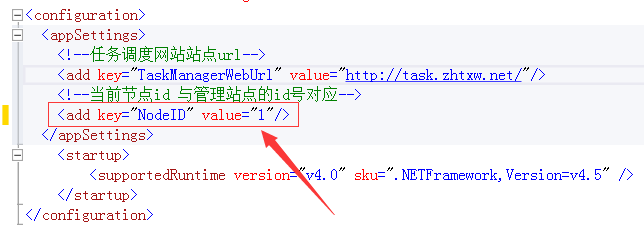 <configuration>
<appSettings>
<!--任务调度网站站点url-->
<add key="TaskManagerWebUrl" value="http://task.zhtxw.net/"/>
<!--当前节点id 与管理站点的id号对应-->
<add key="NodeID" value="1"/>
</appSettings>
<startup>
<supportedRuntime version="v4.0" sku=".NETFramework,Version=v4.5" />
</startup>
</configuration>